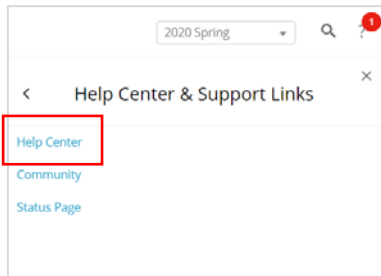 2020 Spring
?
1
Help Center & Support Links
Help Center
Community
Status Page